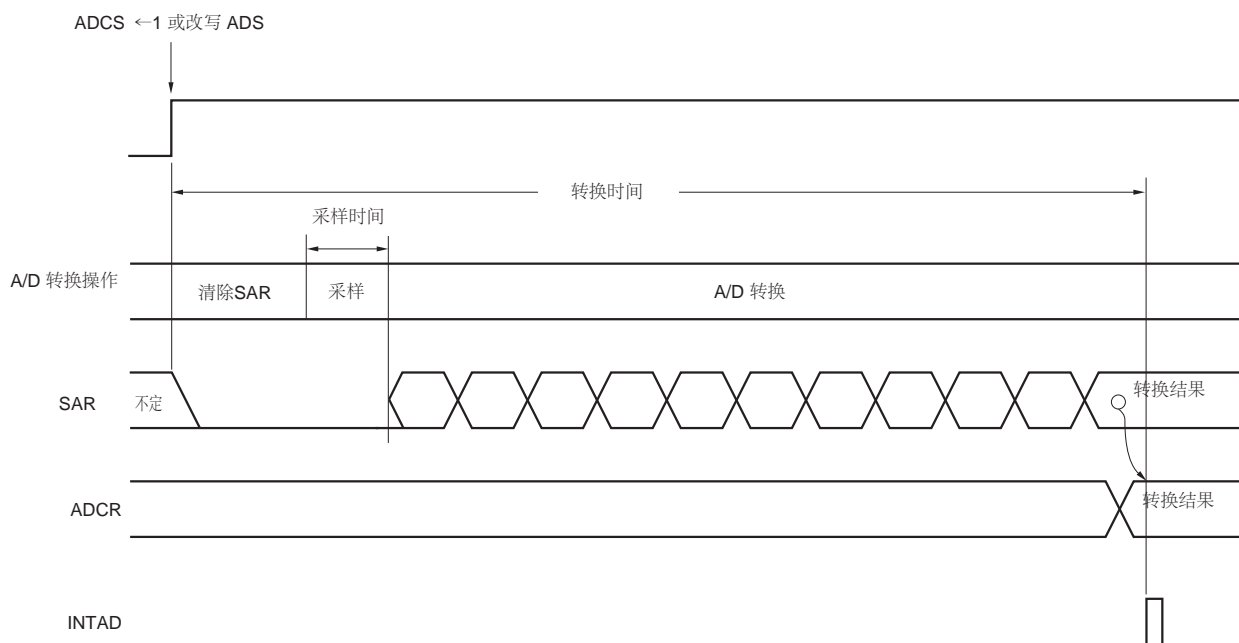 ADCS ←1 或改写 ADS
转换时间
采样时间
A/D 转换操作
清除SAR
采样
A/D 转换
SAR
不定
转换结果
ADCR
转换结果
INTAD